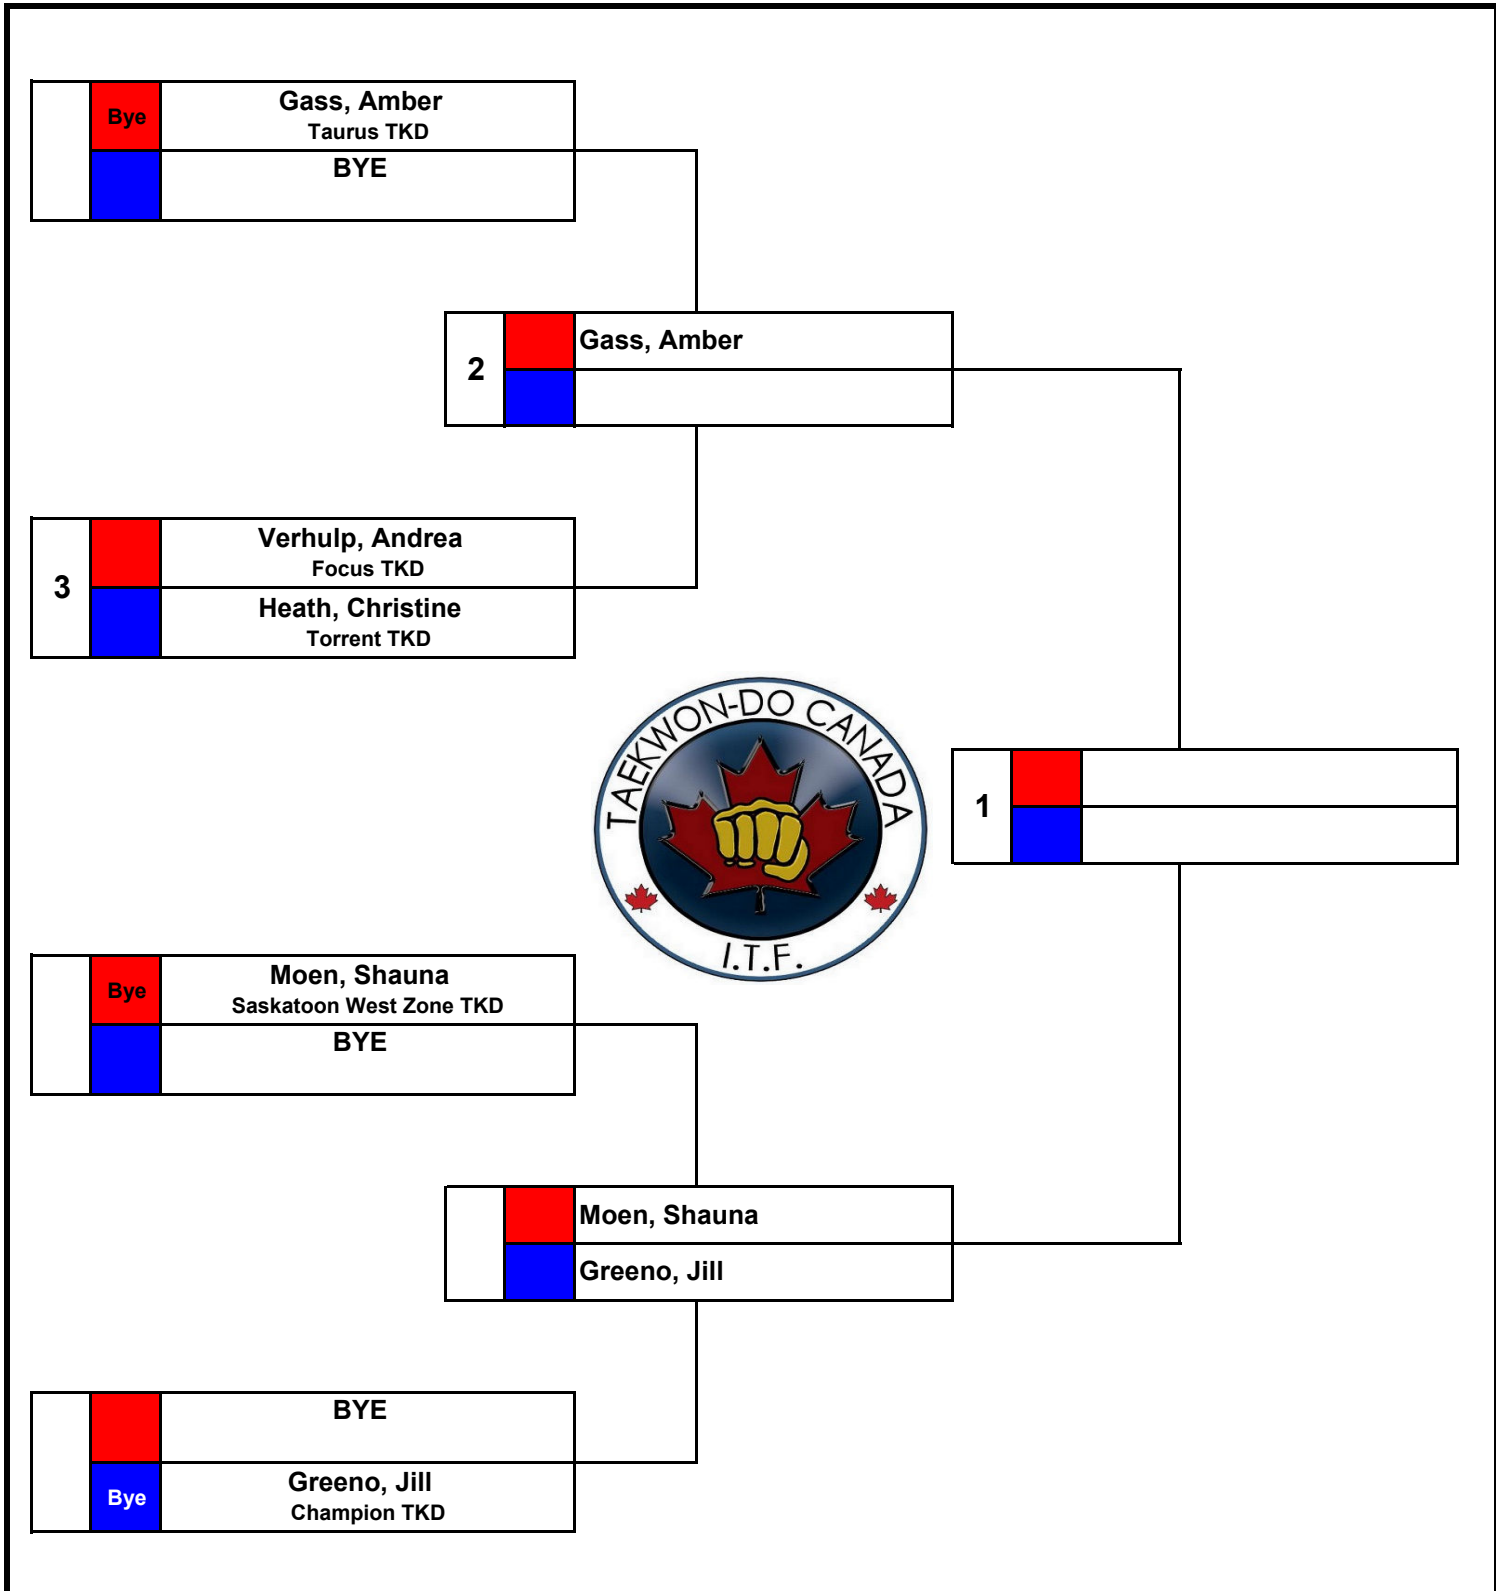 Bye
Gass, Amber
Taurus TKD
BYE
2
Gass, Amber
3
Verhulp, Andrea
Focus TKD
Heath, Christine
Torrent TKD
TAEKWON-DO CANADA
I.T.F.
1
Bye
Moen, Shauna
Saskatoon West Zone TKD
BYE
Moen, Shauna
Greeno, Jill
BYE
Bye
Greeno, Jill
Champion TKD